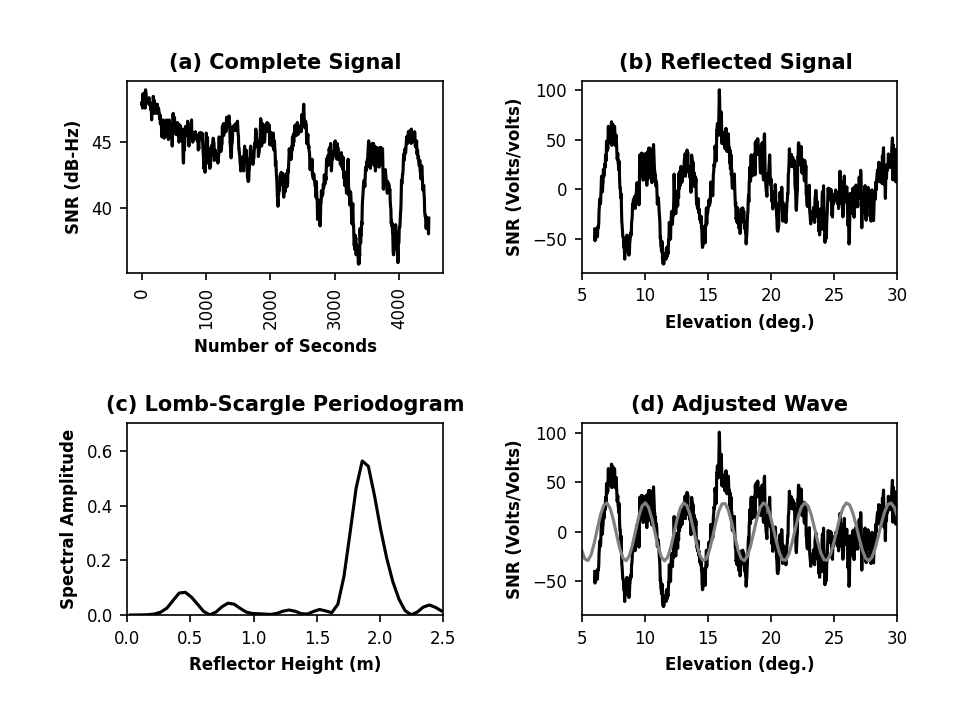 (a) Complete Signal
SNR (dB-Hz)
45
40
0
1000
2000
3000
4000
Number of Seconds
(b) Reflected Signal
SNR (Volts/volts)
100
50
0
−50
5 10 15 20 25 30
Elevation (deg.)
(c) Lomb-Scargle Periodogram
Spectral Amplitude
0.6
0.4
0.2
0.0
0.0 0.5 1.0 1.5 2.0 2.5
Reflector Height (m)
(d) Adjusted Wave
SNR (Volts/Volts)
100
50
0
−50
5 10 15 20 25 30
Elevation (deg.)